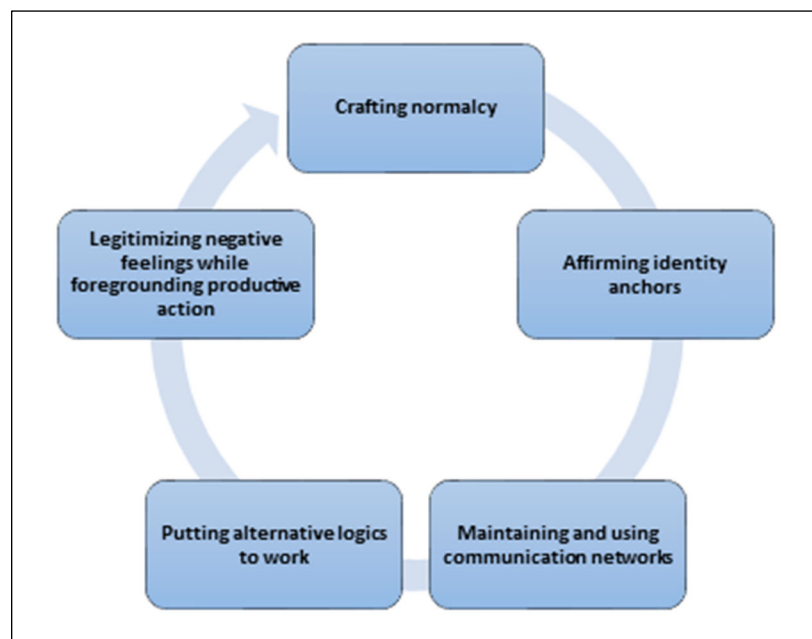 Crafting normalcy
Affirming identity
anchors
Maintaining and using
communication networks
Putting alternative logics
to work
Legitimizing negative
feelings while
foregrounding productive
action